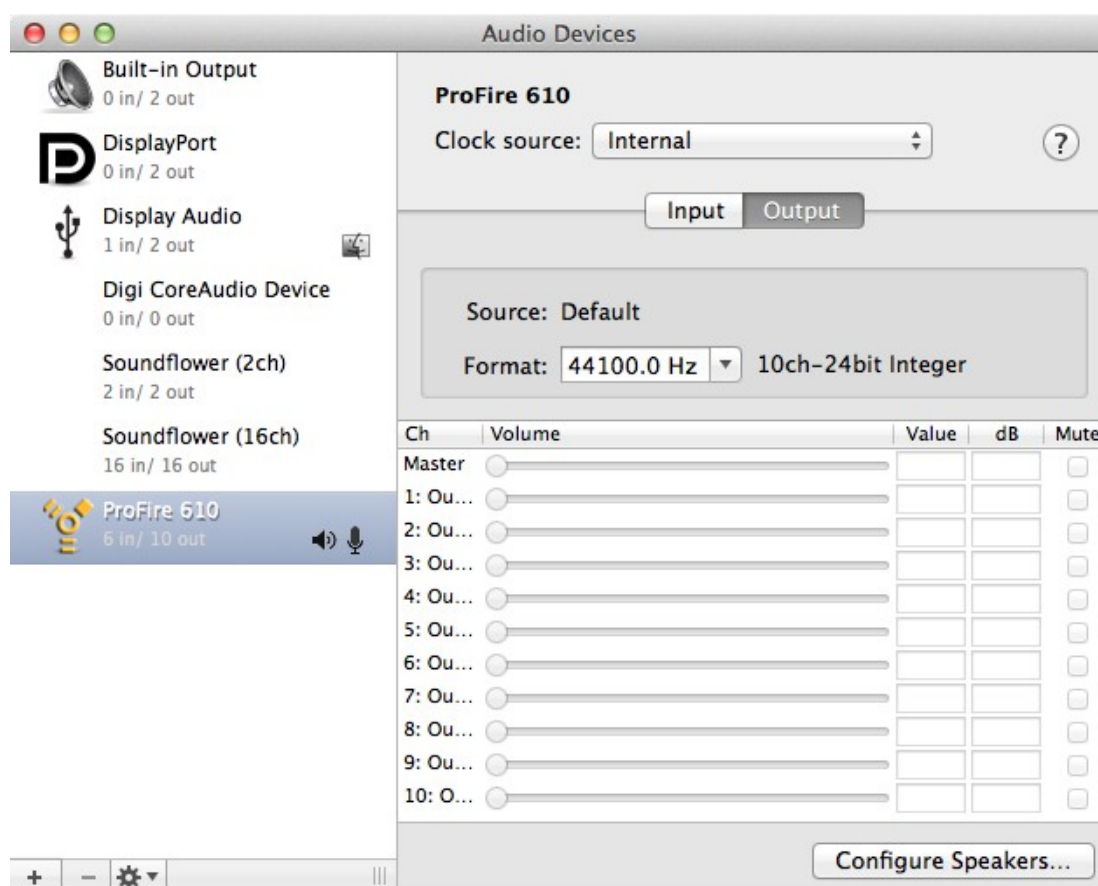 Audio Devices
Built-in Output
0 in/ 2 out
DisplayPort
0 in/ 2 out
Display Audio
1 in/ 2 out
Digi CoreAudio Device
0 in/ 0 out
Soundflower (2ch)
2 in/ 2 out
Soundflower (16ch)
16 in/ 16 out
ProFire 610
6 in/ 10 out
ProFire 610
Clock source: Internal
?
Input Output
Source: Default
Format: 44100.0 Hz 10ch-24bit Integer
Ch Volume Value dB Mute
Master
1: Ou...
2: Ou...
3: Ou...
4: Ou...
5: Ou...
6: Ou...
7: Ou...
8: Ou...
9: Ou...
10: O...
Configure Speakers...